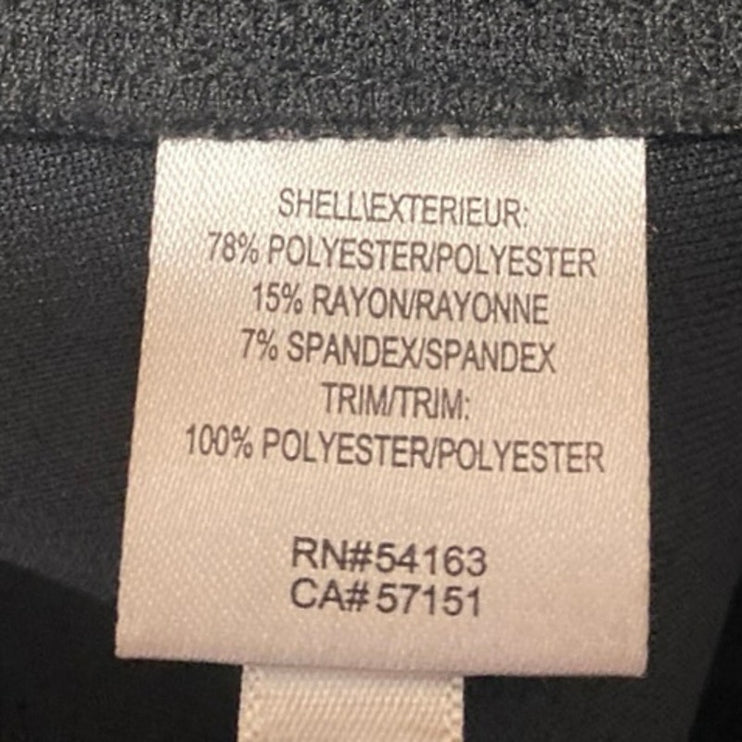 SHELL\EXTERIEUR:
78% POLYESTER/POLYESTER
15% RAYON/RAYONNE
7% SPANDEX/SPANDEX
TRIM/TRIM:
100% POLYESTER/POLYESTER
RN#54163
CA#57151